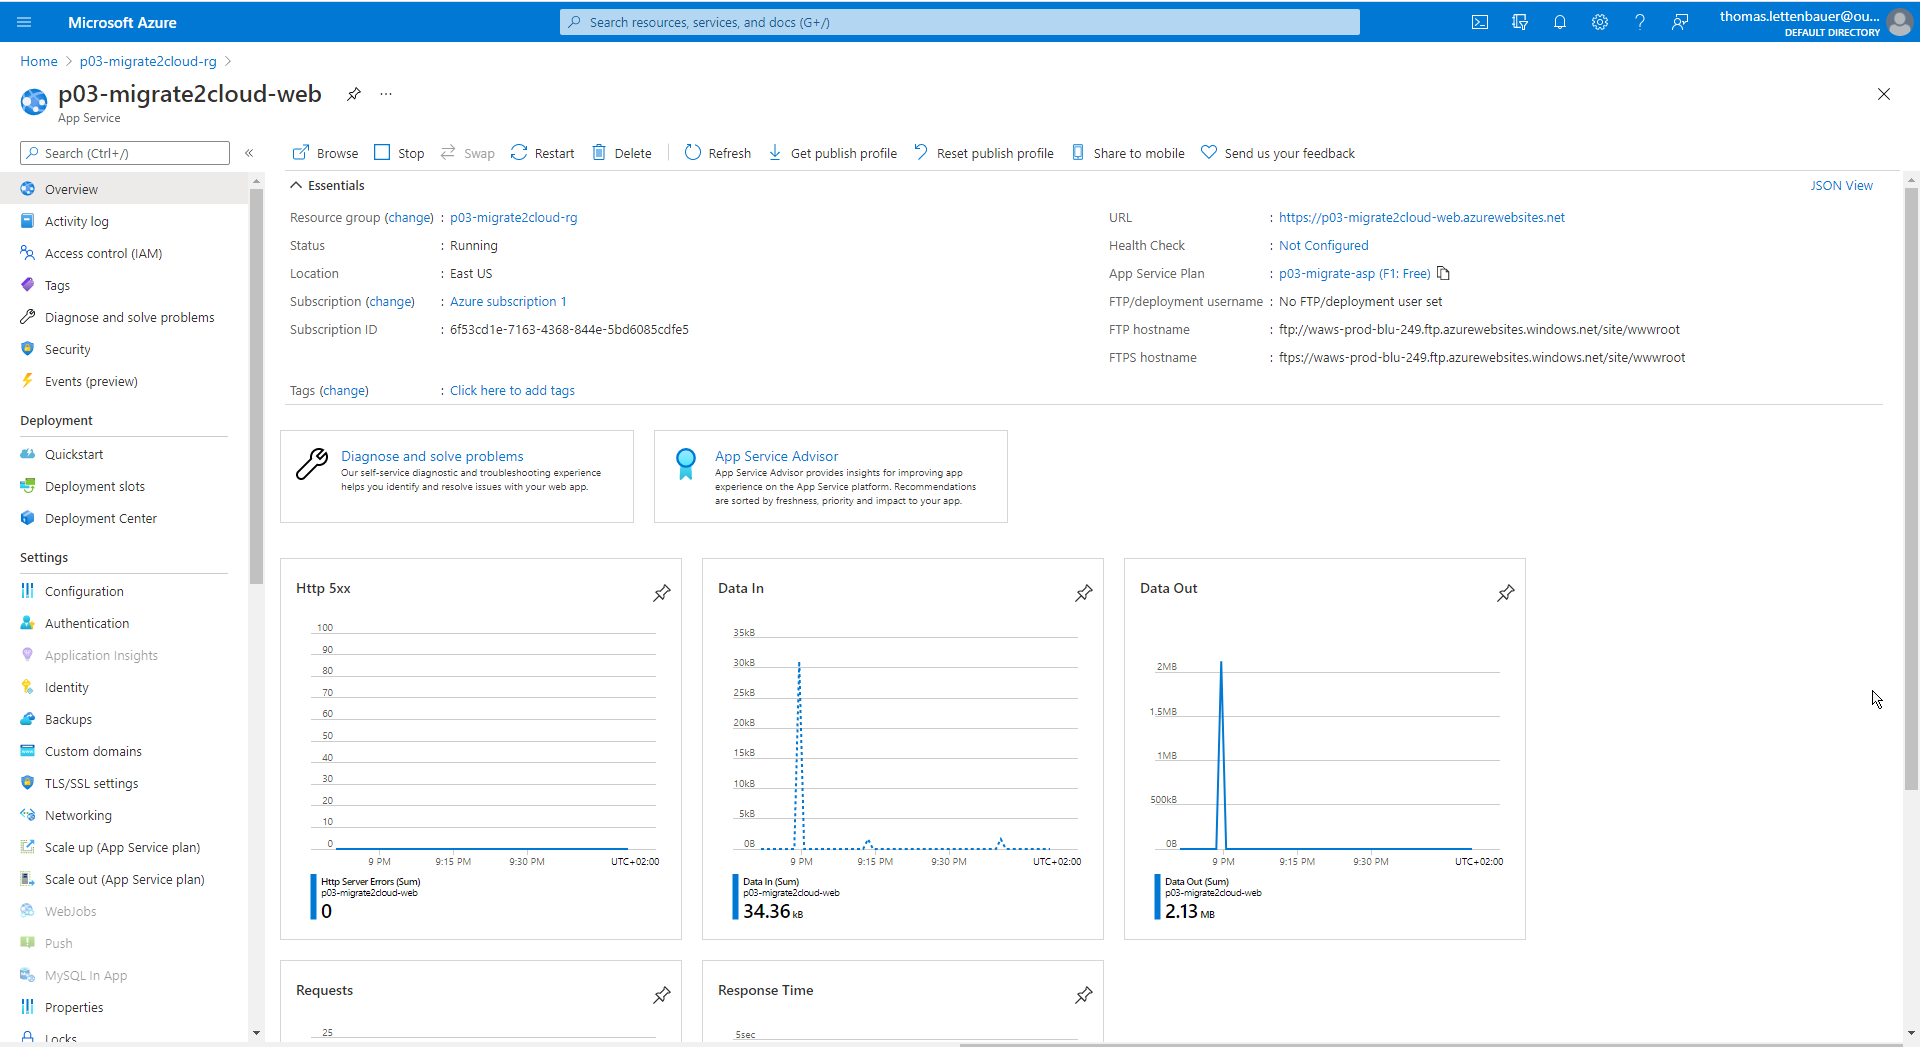 Microsoft Azure
Search resources, services, and docs (G+/)
thomas.lettenbauer@ou...
DEFAULT DIRECTORY
Home > p03-migrate2cloud-rg >
p03-migrate2cloud-web
App Service
Search (Ctrl+/)
Overview
Activity log
Access control (IAM)
Tags
Diagnose and solve problems
Security
Events (preview)
Deployment
Quickstart
Deployment slots
Deployment Center
Settings
Configuration
Authentication
Application Insights
Identity
Backups
Custom domains
TLS/SSL settings
Networking
Scale up (App Service plan)
Scale out (App Service plan)
WebJobs
Push
MySQL In App
Properties
Locks
Browse Stop Swap Restart Delete Refresh Get publish profile Reset publish profile Share to mobile Send us your feedback
Essentials
JSON View
Resource group (change) : p03-migrate2cloud-rg
Status : Running
Location : East US
Subscription (change) : Azure subscription 1
Subscription ID : 6f53cd1e-7163-4368-844e-5bd6085cdfe5
Tags (change) : Click here to add tags
URL : https://p03-migrate2cloud-web.azurewebsites.net
Health Check : Not Configured
App Service Plan : p03-migrate-asp (F1: Free)
FTP/deployment username : No FTP/deployment user set
FTP hostname : ftp://waws-prod-blu-249.ftp.azurewebsites.windows.net/site/wwwroot
FTPS hostname : ftps://waws-prod-blu-249.ftp.azurewebsites.windows.net/site/wwwroot
Diagnose and solve problems
Our self-service diagnostic and troubleshooting experience
helps you identify and resolve issues with your web app.
App Service Advisor
App Service Advisor provides insights for improving app
experience on the App Service platform. Recommendations
are sorted by freshness, priority and impact to your app.
Http 5xx
100
90
80
70
60
50
40
30
20
10
0
9 PM 9:15 PM 9:30 PM UTC+02:00
Http Server Errors (Sum)
p03-migrate2cloud-web
0
Data In
35kB
30kB
25kB
20kB
15kB
10kB
5kB
0B
9 PM 9:15 PM 9:30 PM UTC+02:00
Data In (Sum)
p03-migrate2cloud-web
34.36 kB
Data Out
2MB
1.5MB
1MB
500kB
0B
9 PM 9:15 PM 9:30 PM UTC+02:00
Data Out (Sum)
p03-migrate2cloud-web
2.13 MB
Requests
25
Response Time
5sec